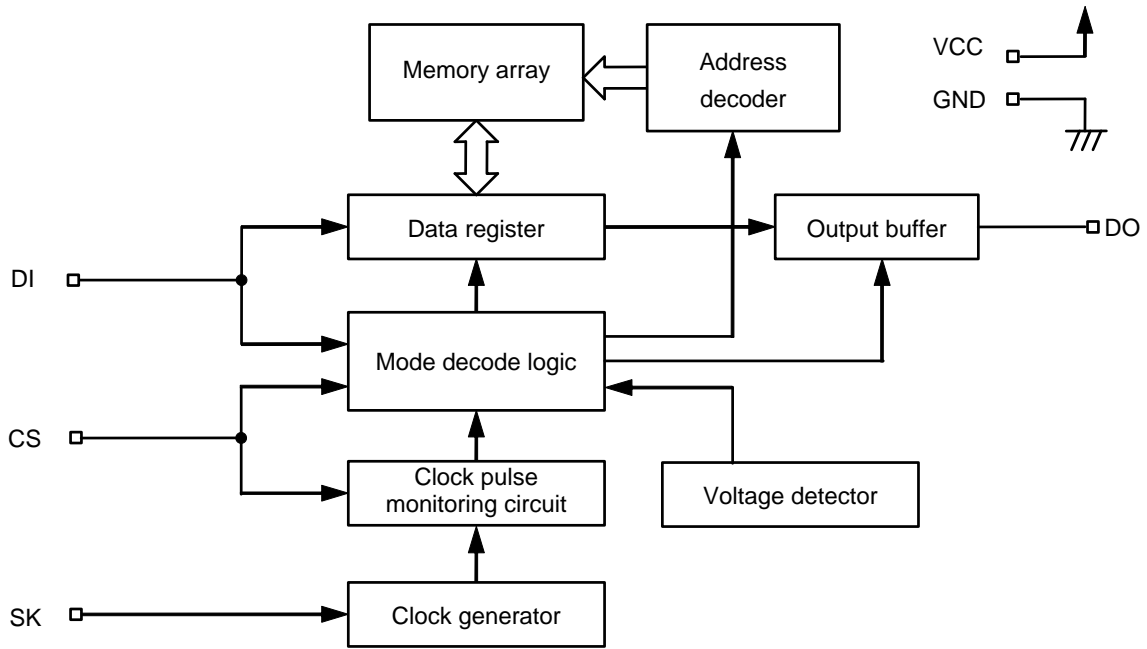 Memory array
Address
decoder
VCC
GND
Data register
Output buffer
DO
DI
Mode decode logic
CS
Clock pulse
monitoring circuit
Voltage detector
SK
Clock generator